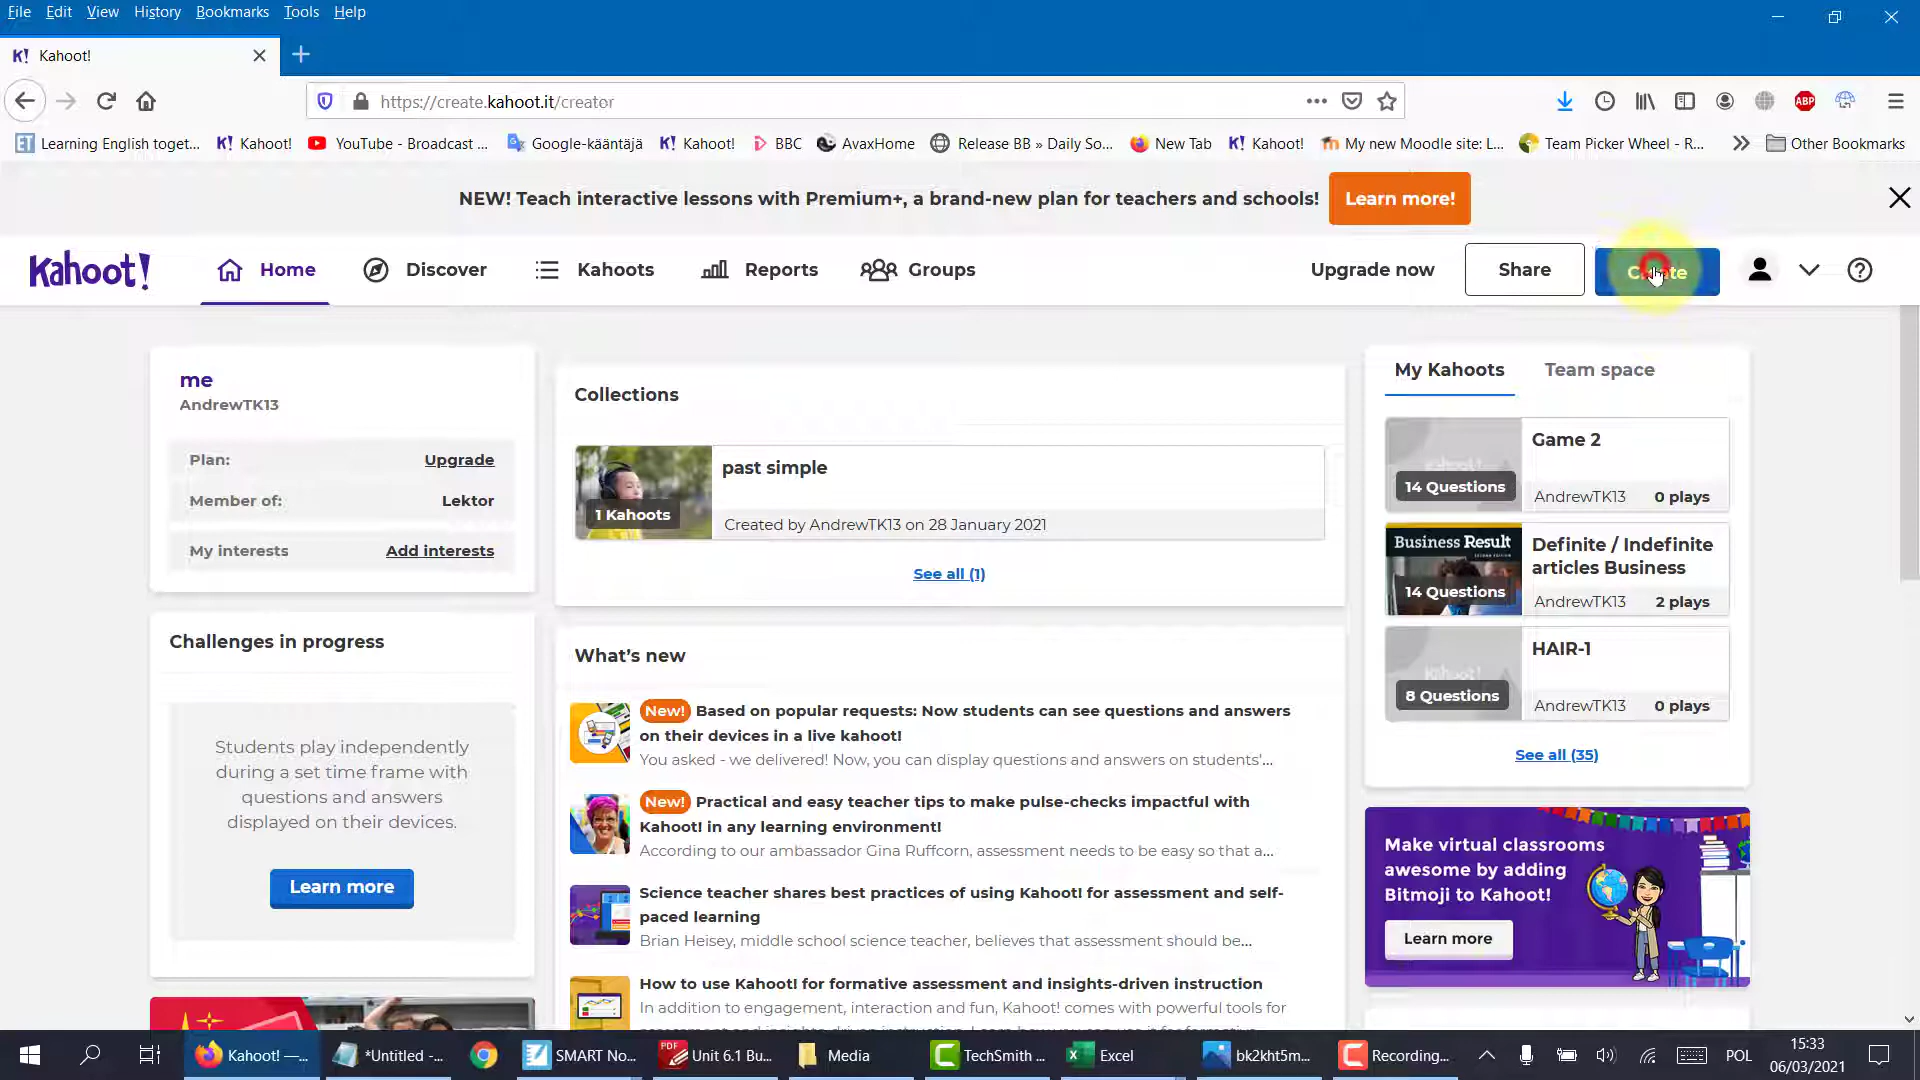 File Edit View History Bookmarks Tools Help
Kahoot!
https://create.kahoot.it/creator
Learning English toget... Kahoot! YouTube - Broadcast ... Google-kääntäjä Kahoot! BBC AvaxHome Release BB » Daily So... New Tab Kahoot! My new Moodle site: L... Team Picker Wheel - R... Other Bookmarks
NEW! Teach interactive lessons with Premium+, a brand-new plan for teachers and schools! Learn more!
Kahoot! Home Discover Kahoots Reports Groups Upgrade now Share
me
AndrewTK13
Plan: Upgrade
Member of: Lektor
My interests Add interests
Challenges in progress
Students play independently
during a set time frame with
questions and answers
displayed on their devices.
Learn more
Collections
past simple
1 Kahoots
Created by AndrewTK13 on 28 January 2021
See all (1)
What's new
New! Based on popular requests: Now students can see questions and answers
on their devices in a live kahoot!
You asked - we delivered! Now, you can display questions and answers on students'...
New! Practical and easy teacher tips to make pulse-checks impactful with
Kahoot! in any learning environment!
According to our ambassador Gina Ruffcorn, assessment needs to be easy so that a...
Science teacher shares best practices of using Kahoot! for assessment and self-
paced learning
Brian Heisey, middle school science teacher, believes that assessment should be...
How to use Kahoot! for formative assessment and insights-driven instruction
In addition to engagement, interaction and fun, Kahoot! comes with powerful tools for
My Kahoots Team space
Game 2
14 Questions
AndrewTK13 0 plays
Business Result
Definite / Indefinite
articles Business
14 Questions
AndrewTK13 2 plays
HAIR-1
8 Questions
AndrewTK13 0 plays
See all (35)
Make virtual classrooms
awesome by adding
Bitmoji to Kahoot!
Learn more
Kahoot! —... *Untitled -... SMART No... PDF Unit 6.1 Bu... Media TechSmith ... Excel bk2kht5m... Recording... POL
15:33
06/03/2021